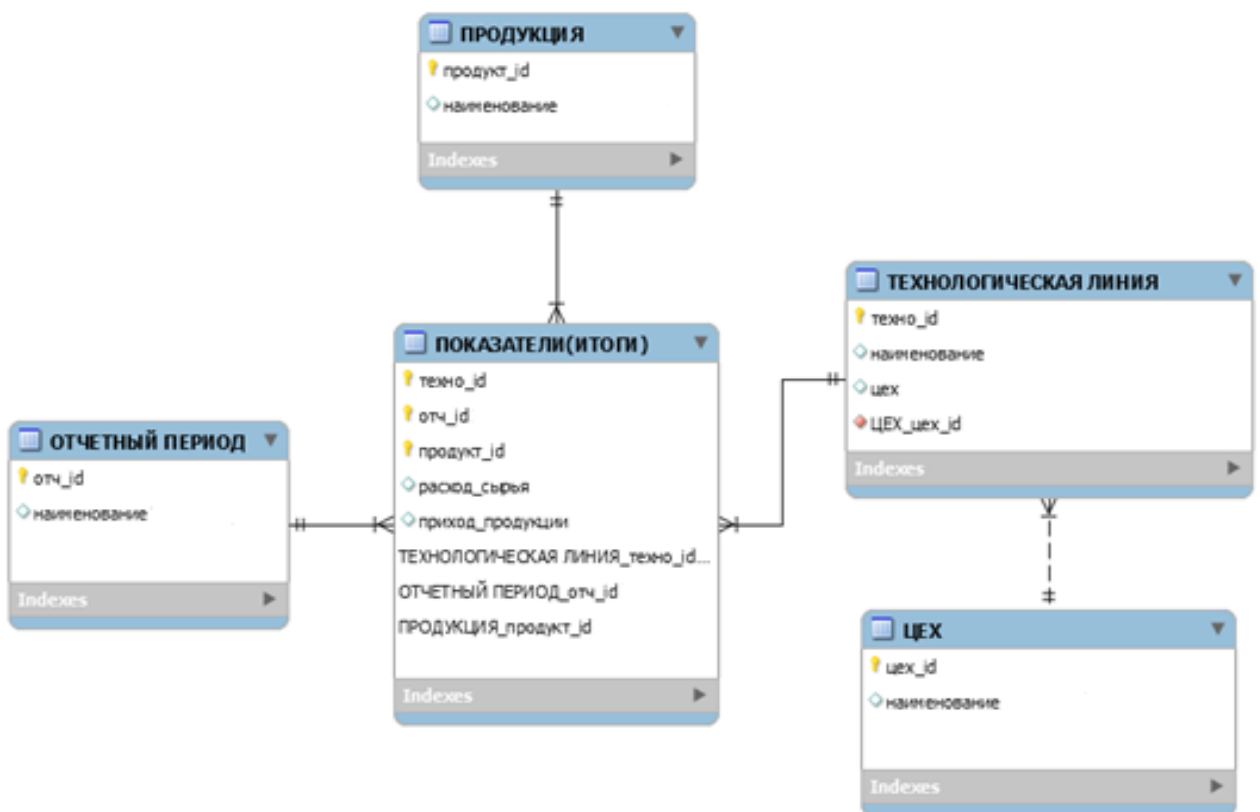 ПРОДУКЦИЯ
продукт_id
наименование
Indexes
ТЕХНОЛОГИЧЕСКАЯ ЛИНИЯ
техно_id
наименование
цех
ЦЕХ_цех_id
Indexes
ПОКАЗАТЕЛИ(ИТОГИ)
техно_id
отч_id
продукт_id
расход_сырья
приход_продукции
ТЕХНОЛОГИЧЕСКАЯ ЛИНИЯ_техно_id...
ОТЧЕТНЫЙ ПЕРИОД_отч_id
ПРОДУКЦИЯ_продукт_id
Indexes
ОТЧЕТНЫЙ ПЕРИОД
отч_id
наименование
Indexes
ЦЕХ
цех_id
наименование
Indexes